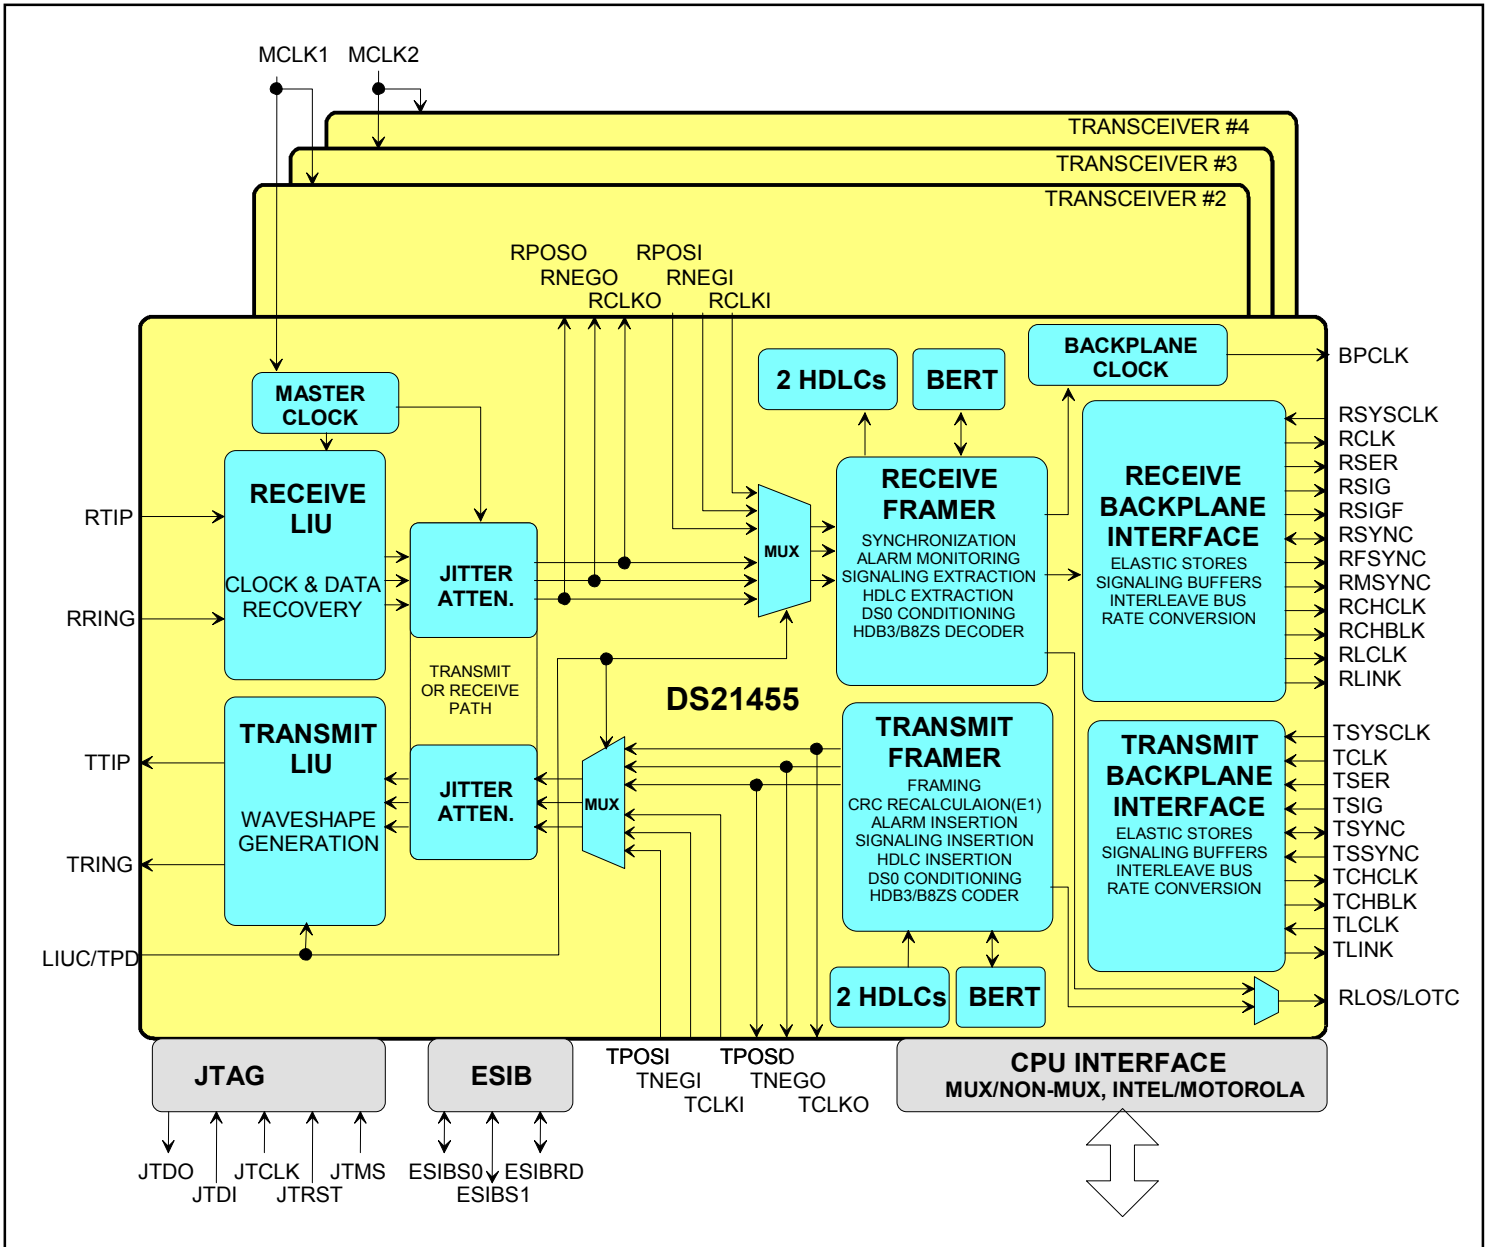 MCLK1 MCLK2
TRANSCEIVER #4
TRANSCEIVER #3
TRANSCEIVER #2
RPOSO RPOSI
RNEGO RNEGI
RCLKO RCLKI
MASTER
CLOCK
2 HDLCs
BERT
BACKPLANE
CLOCK
BPCLK
RTIP
RRING
RECEIVE
LIU
CLOCK & DATA
RECOVERY
JITTER
ATTEN.
MUX
RECEIVE
FRAMER
SYNCHRONIZATION
ALARM MONITORING
SIGNALING EXTRACTION
HDLC EXTRACTION
DS0 CONDITIONING
HDB3/B8ZS DECODER
RECEIVE
BACKPLANE
INTERFACE
ELASTIC STORES
SIGNALING BUFFERS
INTERLEAVE BUS
RATE CONVERSION
RSYSCLK
RCLK
RSER
RSIG
RSIGF
RSYNC
RFSYNC
RMSYNC
RCHCLK
RCHBLK
RLCLK
RLINK
TRANSMIT
OR RECEIVE
PATH
DS21455
TTIP
TRING
TRANSMIT
LIU
WAVESHAPE
GENERATION
JITTER
ATTEN.
MUX
TRANSMIT
FRAMER
FRAMING
CRC RECALCULAION(E1)
ALARM INSERTION
SIGNALING INSERTION
HDLC INSERTION
DS0 CONDITIONING
HDB3/B8ZS CODER
TRANSMIT
BACKPLANE
INTERFACE
ELASTIC STORES
SIGNALING BUFFERS
INTERLEAVE BUS
RATE CONVERSION
TSYSCLK
TCLK
TSER
TSIG
TSYNC
TSSYNC
TCHCLK
TCHBLK
TLCLK
TLINK
LIUC/TPD
2 HDLCs
BERT
RLOS/LOTC
JTAG
ESIB
TPOSI TPOSO
TNEGI TNEGO
TCLKI TCLKO
CPU INTERFACE
MUX/NON-MUX, INTEL/MOTOROLA
JTDO
JTDI
JTCLK
JTRST
JTMS
ESIBS0
ESIBS1
ESIBRD